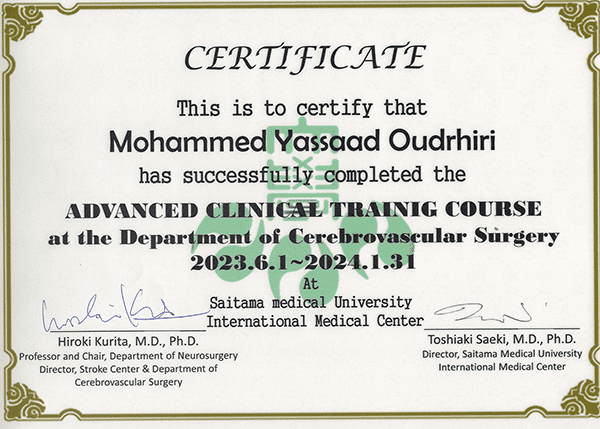 CERTIFICATE
This is to certify that
Mohammed Yassaad Oudrhiri
has successfully completed the
ADVANCED CLINICAL TRAINIG COURSE
at the Department of Cerebrovascular Surgery
2023.6.1~2024.1.31
At
Saitama medical University
International Medical Center
Hiroki Kurita, M.D., Ph.D.
Professor and Chair, Department of Neurosurgery
Director, Stroke Center & Department of
Cerebrovascular Surgery
Toshiaki Saeki, M.D., Ph.D.
Director, Saitama Medical University
International Medical Center